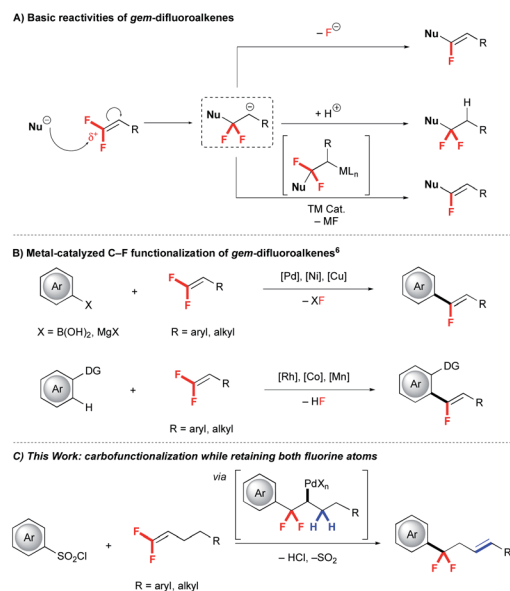 A) Basic reactivities of gem-difluoroalkenes
– F⊖
Nu
R
F
Nu⊖
F
δ+
F
R
Nu
⊖
F F
R
+ H⊕
H
Nu
R
F F
R
F
F
MLn
Nu
TM Cat.
– MF
Nu
R
F
B) Metal-catalyzed C–F functionalization of gem-difluoroalkenes6
Ar
X
+
F
F
R
[Pd], [Ni], [Cu]
– XF
Ar
R
F
X = B(OH)2, MgX
R = aryl, alkyl
Ar
DG
H
+
F
F
R
[Rh], [Co], [Mn]
– HF
DG
Ar
R
F
R = aryl, alkyl
C) This Work: carbofunctionalization while retaining both fluorine atoms
via
Ar
PdXn
R
F F
H H
Ar
SO2Cl
+
F
F
R
– HCl, –SO2
Ar
R
F F
R = aryl, alkyl